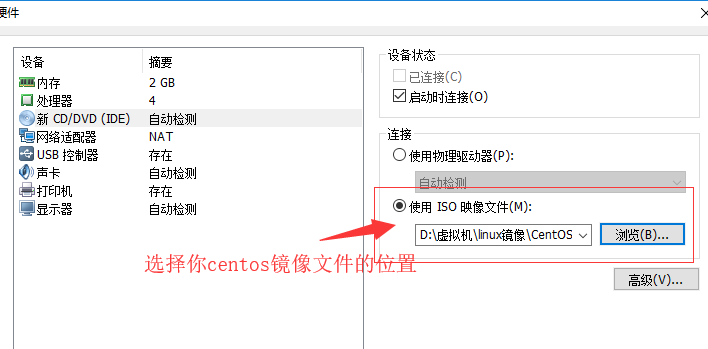 硬件
设备 摘要
内存 2 GB
处理器 4
新 CD/DVD (IDE) 自动检测
网络适配器 NAT
USB 控制器 存在
声卡 自动检测
打印机 存在
显示器 自动检测
设备状态
已连接(C)
启动时连接(O)
连接
使用物理驱动器(P):
自动检测
使用 ISO 映像文件(M):
D:\虚拟机\linux镜像\CentOS 浏览(B)...
高级(V)...
选择你centos镜像文件的位置